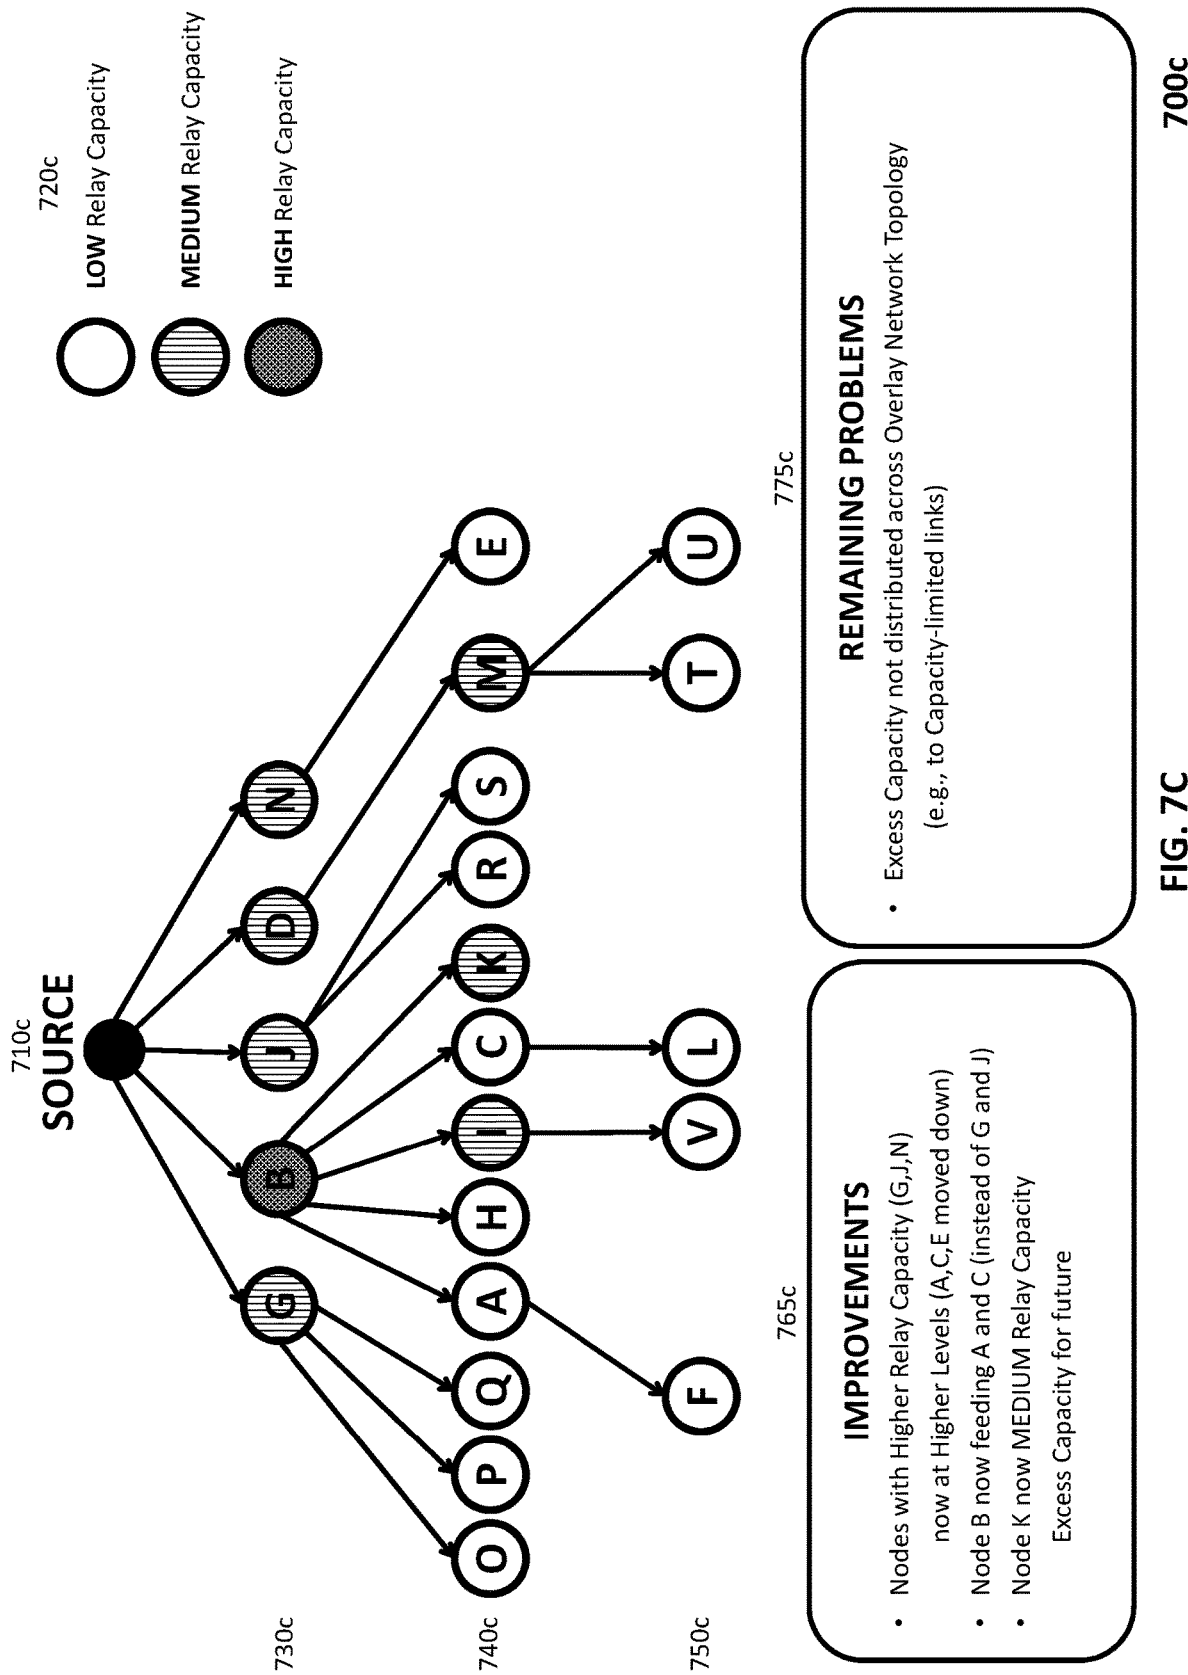 710c
SOURCE
720c
LOW Relay Capacity
MEDIUM Relay Capacity
HIGH Relay Capacity
730c
G
B
J
D
N
740c
O
P
Q
A
H
I
C
K
R
S
M
E
750c
F
V
L
T
U
765c
IMPROVEMENTS
• Nodes with Higher Relay Capacity (G,J,N)
now at Higher Levels (A,C,E moved down)
• Node B now feeding A and C (instead of G and J)
• Node K now MEDIUM Relay Capacity
Excess Capacity for future
775c
REMAINING PROBLEMS
• Excess Capacity not distributed across Overlay Network Topology
(e.g., to Capacity-limited links)
FIG. 7C
700c